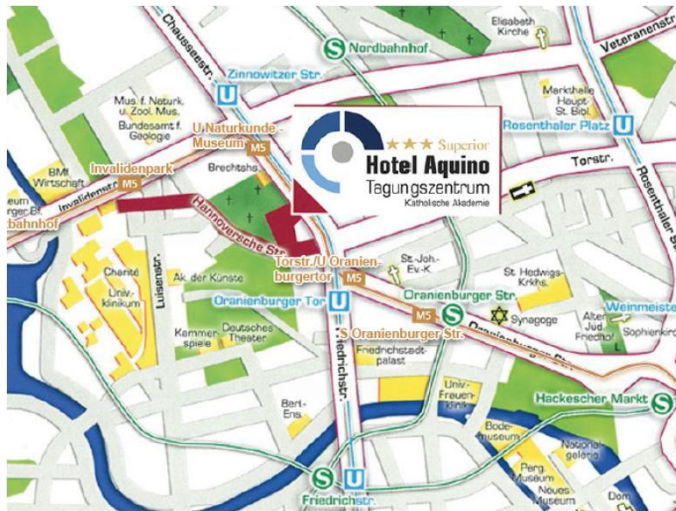 Elisabeth
Kirche
Veteranenstr.
Chausseestr.
S Nordbahnhof
Zinnowitzer Str.
U
Mus. f. Naturk.
u. Zool. Mus.
Bundesamt f.
Geologie
U Naturkunde -
Museum
M5
Markthalle
Haupt-
St. Bibl.
Rosenthaler Platz U
★★★ Superior
Hotel Aquino
Tagungszentrum
Katholische Akademie
Torstr.
Rosenthaler Str.
Invalidenpark
M5
Brechths.
BMf.
Wirtschaft
Invalidenstr.
Hannoversche Str.
Torstr./U Oranien-
burgertor
M5
St.-Joh.-
Ev.-K
St. Hedwigs-
Krkhs.
Charité
Univ.-
klinikum
Luisenstr.
Ak. der Künste
Oranienburger Tor
U
Oranienburger Str.
S
M5
S Oranienburger Str.
Synagoge
Weinmeiste
Alter
Jüd.
Friedhof
Sophienkirc
Kammer-
spiele
Deutsches
Theater
Friedrichstr.
Friedrichstadt-
palast
Berl.-
Ens.
Univ.-
Frauen-
klinik
Hackescher Markt S
Bode-
museum
National-
galerie
Perg.
Museum
Neues
Museum
Dom
S
U
Friedrichstr.